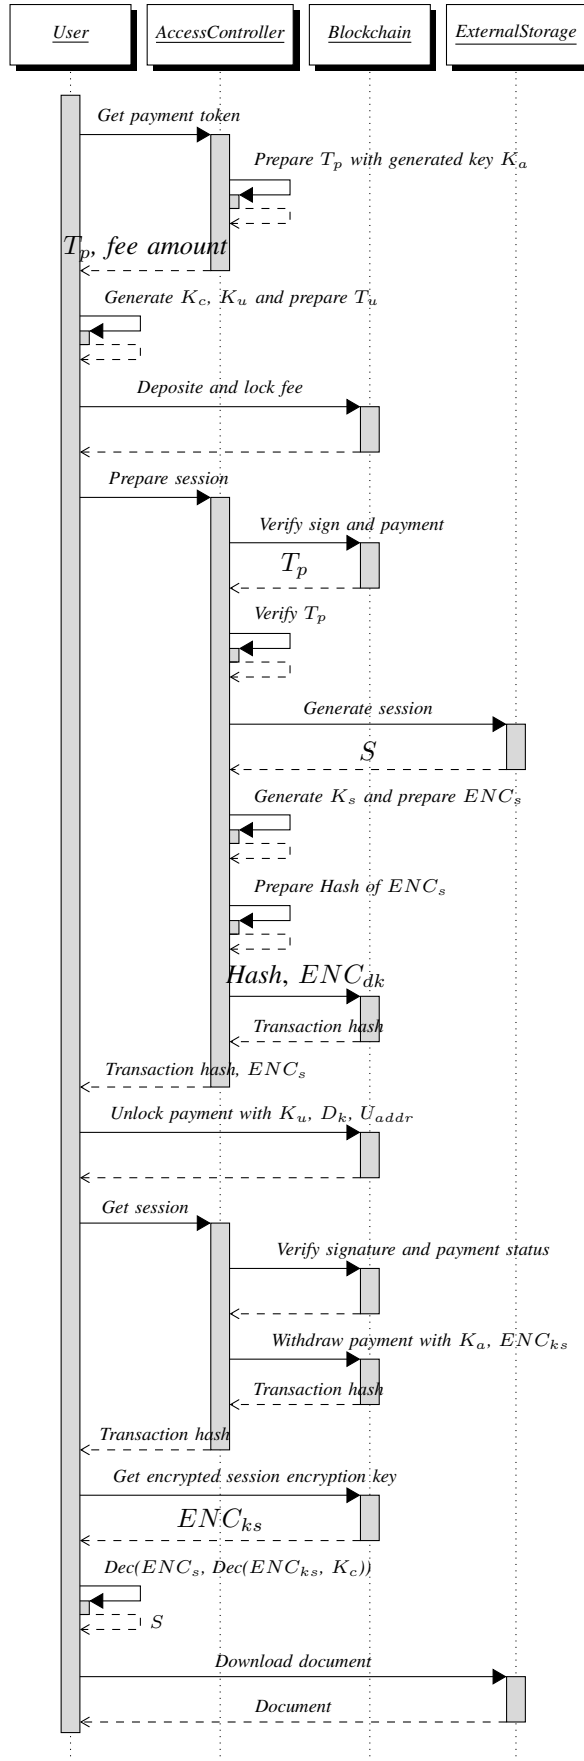 User AccessController Blockchain ExternalStorage
Get payment token
Prepare T_p with generated key K_a
T_p, fee amount
Generate K_c, K_u and prepare T_u
Deposite and lock fee
Prepare session
Verify sign and payment
T_p
Verify T_p
Generate session
S
Generate K_s and prepare ENC_s
Prepare Hash of ENC_s
Hash, ENC_dk
Transaction hash
Transaction hash, ENC_s
Unlock payment with K_u, D_k, U_addr
Get session
Verify signature and payment status
Withdraw payment with K_a, ENC_ks
Transaction hash
Transaction hash
Get encrypted session encryption key
ENC_ks
Dec(ENC_s, Dec(ENC_ks, K_c))
S
Download document
Document